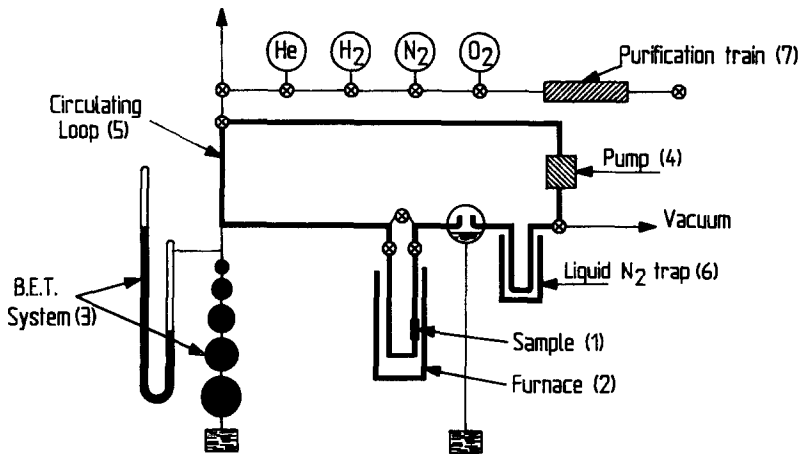 He H2 N2 O2
Purification train (7)
Circulating
Loop (5)
Pump (4)
Vacuum
Liquid N2 trap (6)
B.E.T.
System (3)
Sample (1)
Furnace (2)